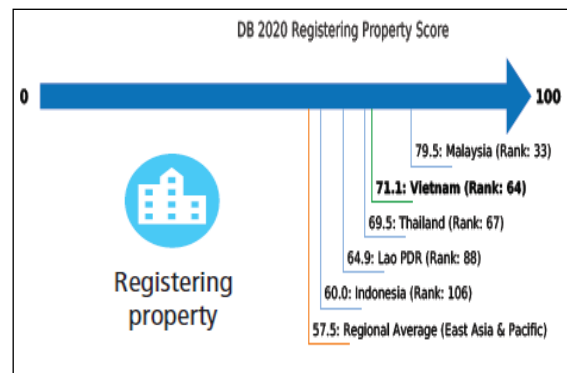 DB 2020 Registering Property Score
0
100
79.5: Malaysia (Rank: 33)
71.1: Vietnam (Rank: 64)
69.5: Thailand (Rank: 67)
64.9: Lao PDR (Rank: 88)
60.0: Indonesia (Rank: 106)
57.5: Regional Average (East Asia & Pacific)
Registering
property